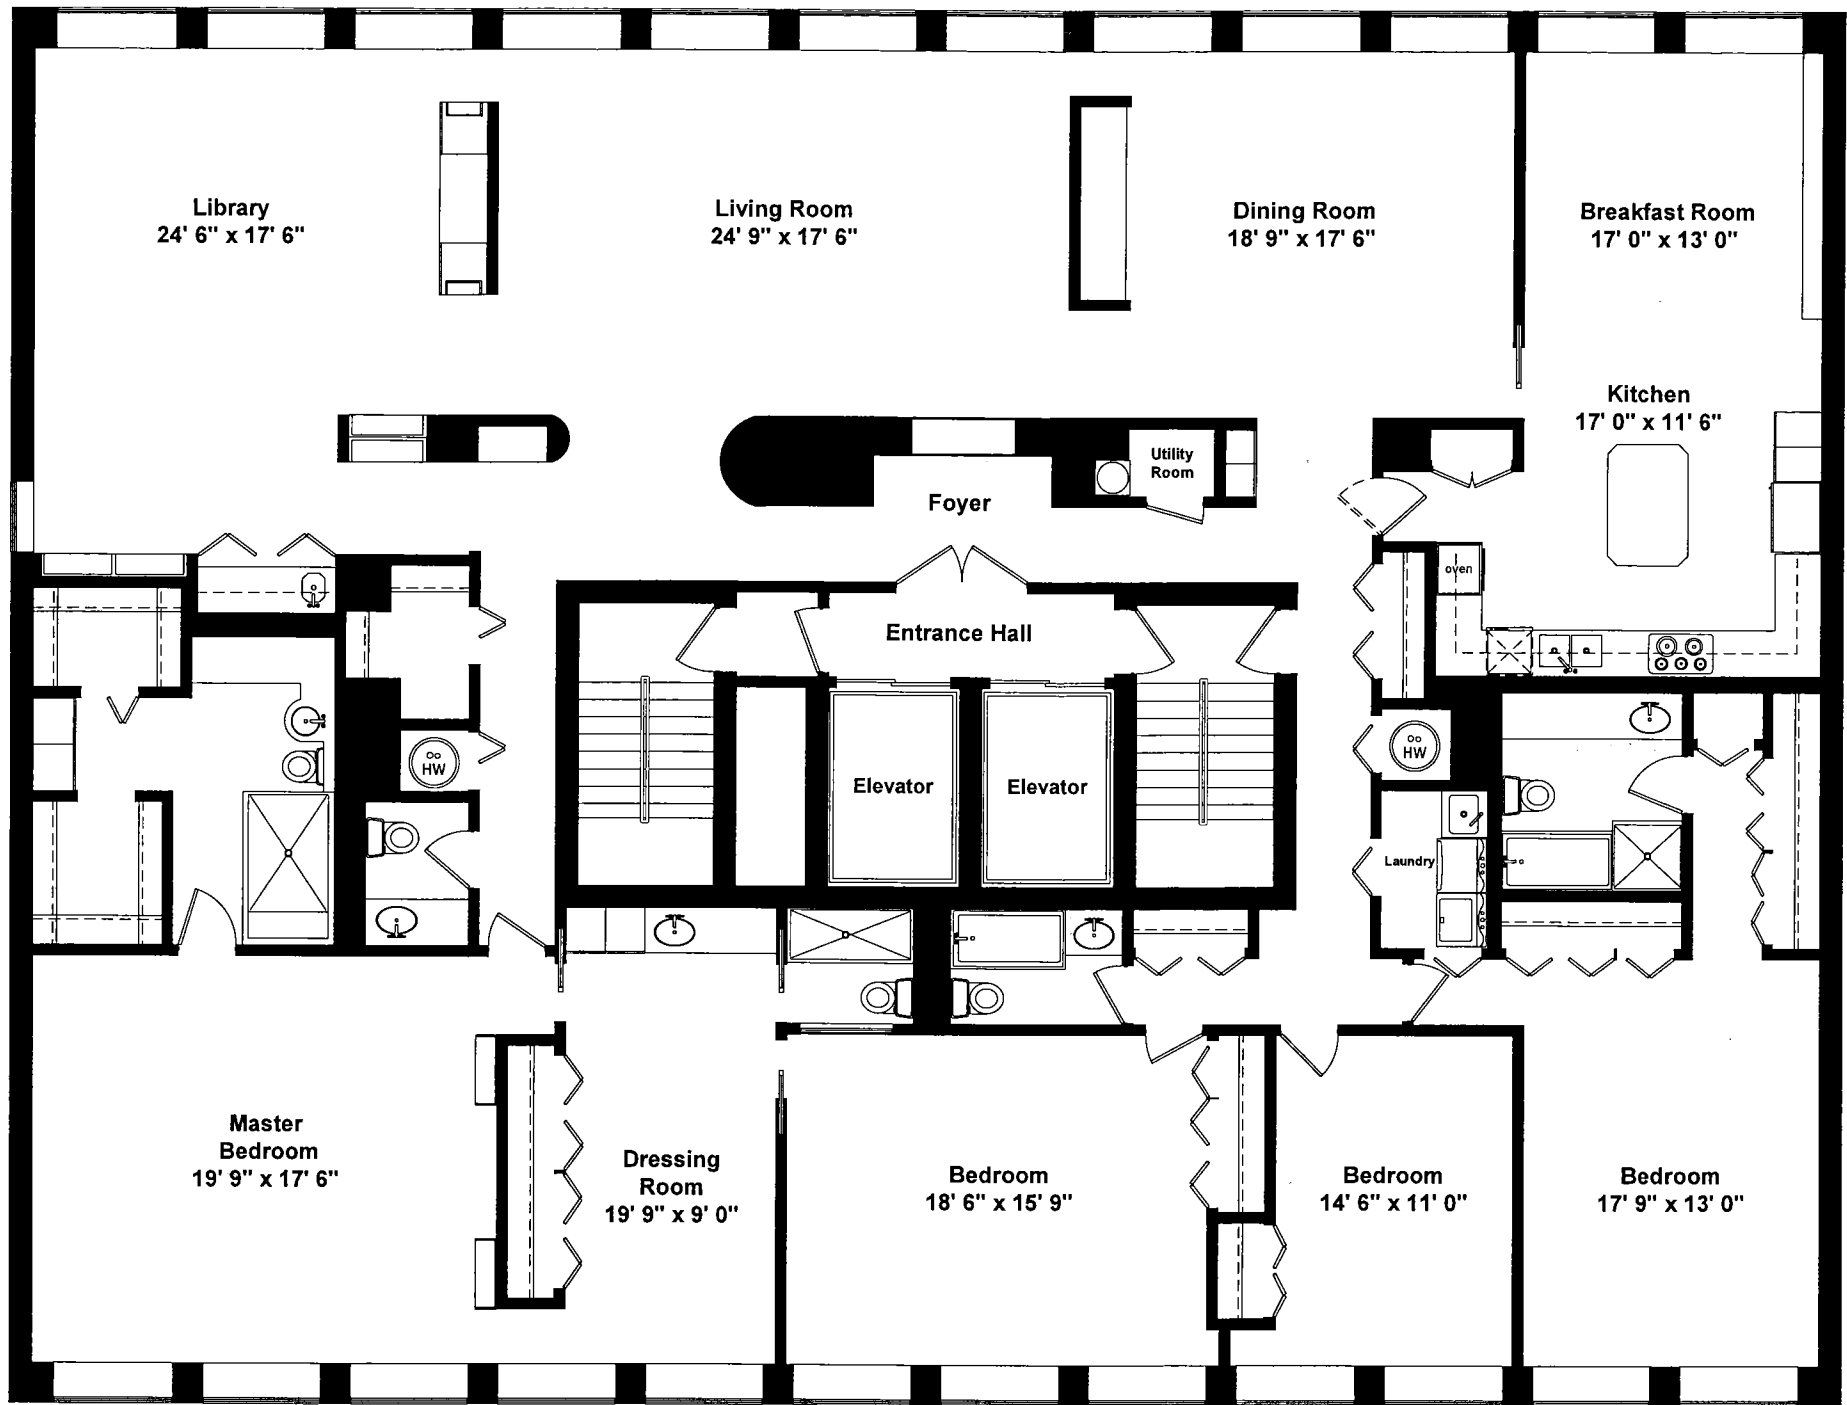 Library
24' 6" x 17' 6"
Living Room
24' 9" x 17' 6"
Dining Room
18' 9" x 17' 6"
Breakfast Room
17' 0" x 13' 0"
Kitchen
17' 0" x 11' 6"
Utility
Room
Foyer
oven
Entrance Hall
HW
HW
Elevator
Elevator
Laundry
Master
Bedroom
19' 9" x 17' 6"
Dressing
Room
19' 9" x 9' 0"
Bedroom
18' 6" x 15' 9"
Bedroom
14' 6" x 11' 0"
Bedroom
17' 9" x 13' 0"